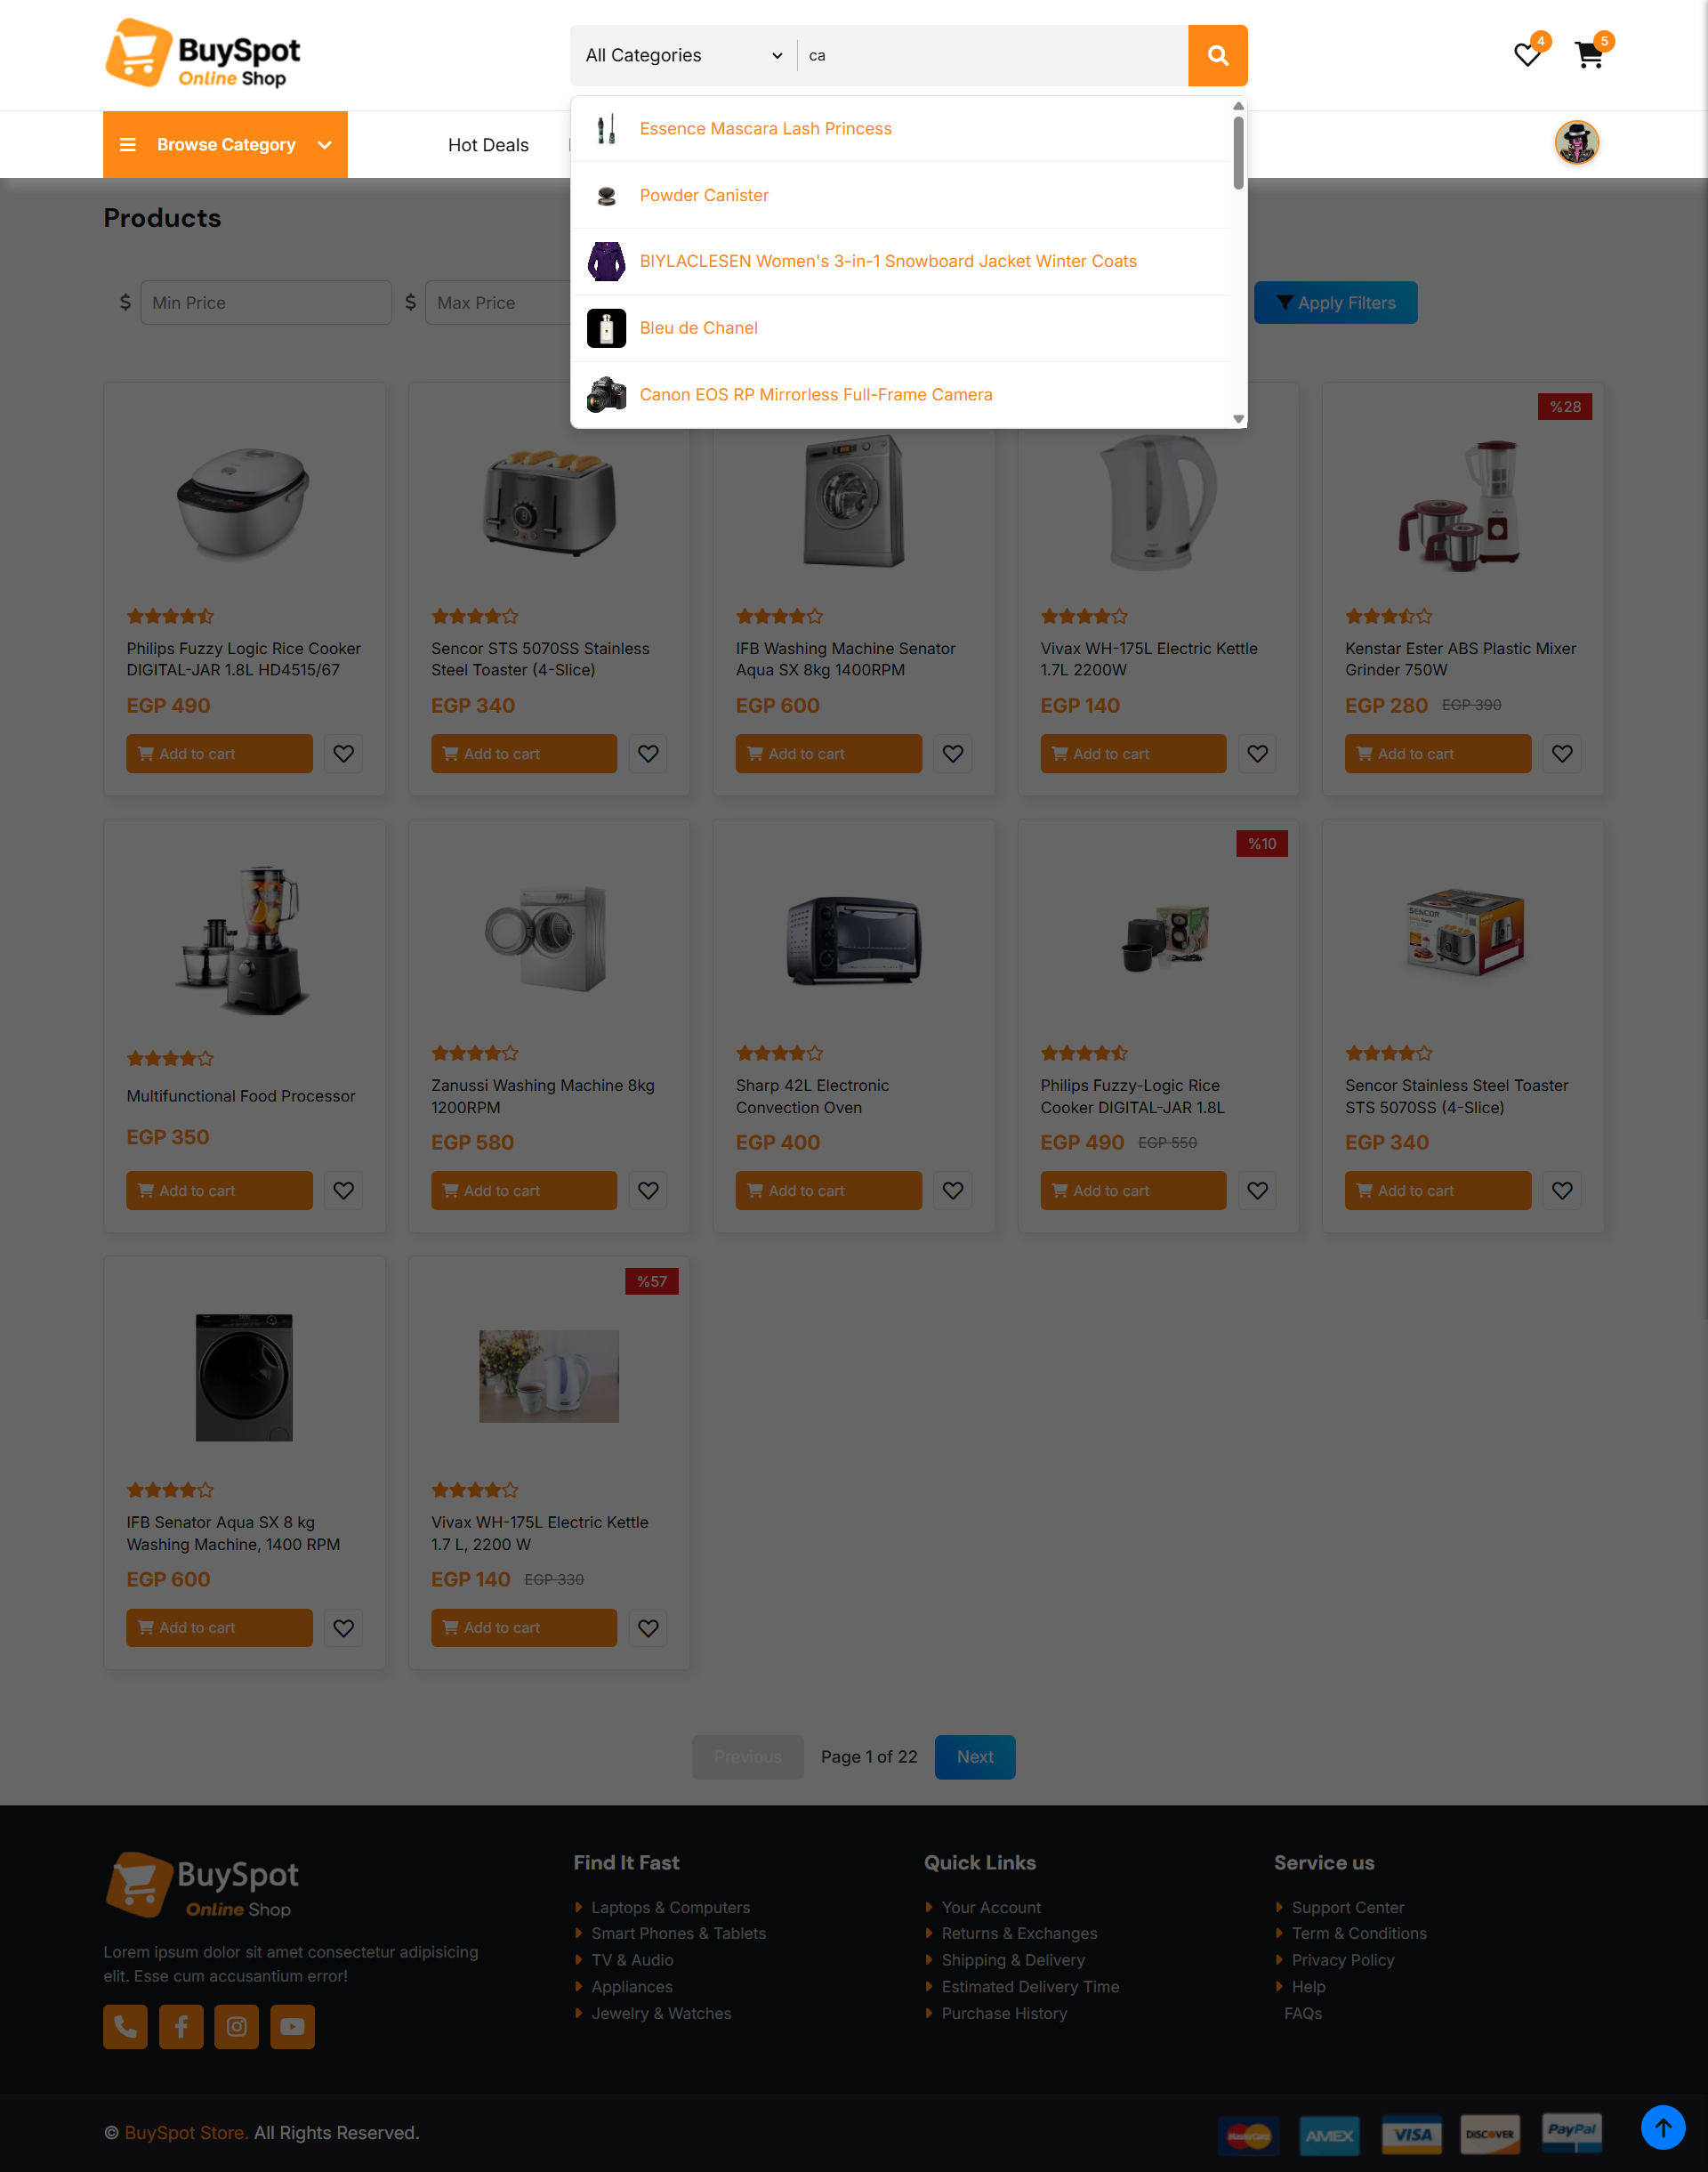 BuySpot
Online Shop
All Categories
ca
4
5
Browse Category
Hot Deals
Essence Mascara Lash Princess
Powder Canister
BIYLACLESEN Women's 3-in-1 Snowboard Jacket Winter Coats
Bleu de Chanel
Canon EOS RP Mirrorless Full-Frame Camera
Products
$ Min Price
$ Max Price
Apply Filters
%28
Philips Fuzzy Logic Rice Cooker
DIGITAL-JAR 1.8L HD4515/67
EGP 490
Add to cart
Sencor STS 5070SS Stainless
Steel Toaster (4-Slice)
EGP 340
Add to cart
IFB Washing Machine Senator
Aqua SX 8kg 1400RPM
EGP 600
Add to cart
Vivax WH-175L Electric Kettle
1.7L 2200W
EGP 140
Add to cart
Kenstar Ester ABS Plastic Mixer
Grinder 750W
EGP 280 EGP 390
Add to cart
Multifunctional Food Processor
EGP 350
Add to cart
Zanussi Washing Machine 8kg
1200RPM
EGP 580
Add to cart
Sharp 42L Electronic
Convection Oven
EGP 400
Add to cart
%10
Philips Fuzzy-Logic Rice
Cooker DIGITAL-JAR 1.8L
EGP 490 EGP 550
Add to cart
SENCOR
Sencor Stainless Steel Toaster
STS 5070SS (4-Slice)
EGP 340
Add to cart
IFB Senator Aqua SX 8 kg
Washing Machine, 1400 RPM
EGP 600
Add to cart
%57
Vivax WH-175L Electric Kettle
1.7 L, 2200 W
EGP 140 EGP 330
Add to cart
Previous
Page 1 of 22
Next
BuySpot
Online Shop
Lorem ipsum dolor sit amet consectetur adipisicing
elit. Esse cum accusantium error!
Find It Fast
Laptops & Computers
Smart Phones & Tablets
TV & Audio
Appliances
Jewelry & Watches
Quick Links
Your Account
Returns & Exchanges
Shipping & Delivery
Estimated Delivery Time
Purchase History
Service us
Support Center
Term & Conditions
Privacy Policy
Help
FAQs
© BuySpot Store. All Rights Reserved.
MasterCard
AMEX
VISA
DISCOVER
PayPal